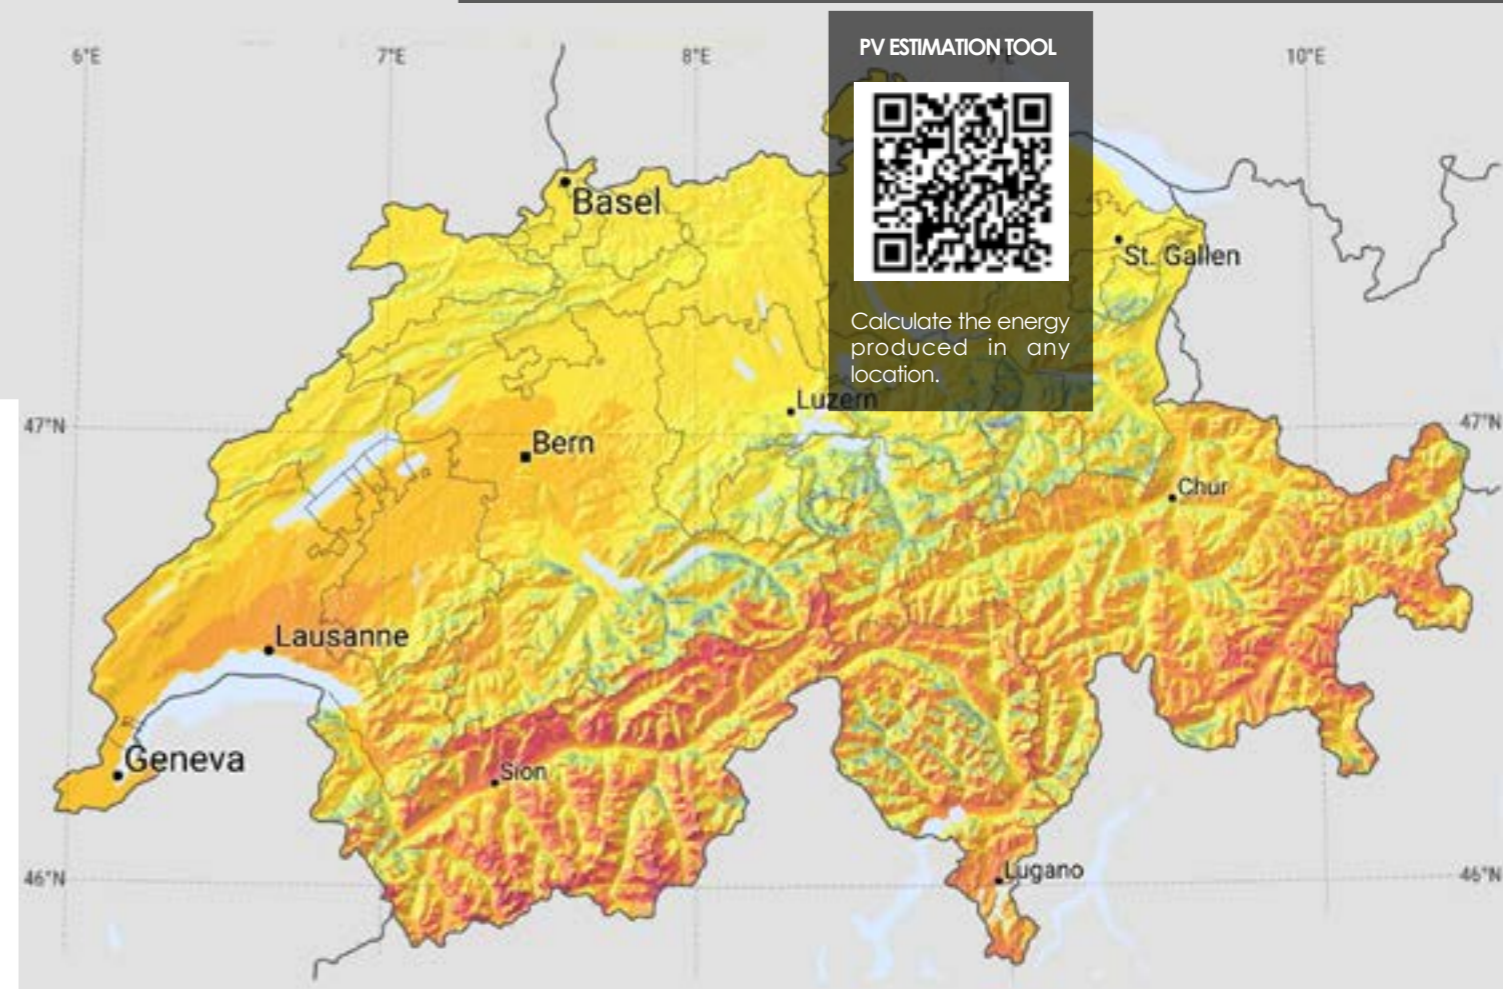 PV ESTIMATION TOOL
6°E
7°E
8°E
10°E
Basel
St. Gallen
Calculate the energy
produced in any
location.
Luzern
47°N
47°N
Bern
Chur
Lausanne
Geneva
Sion
Lugano
46°N
46°N